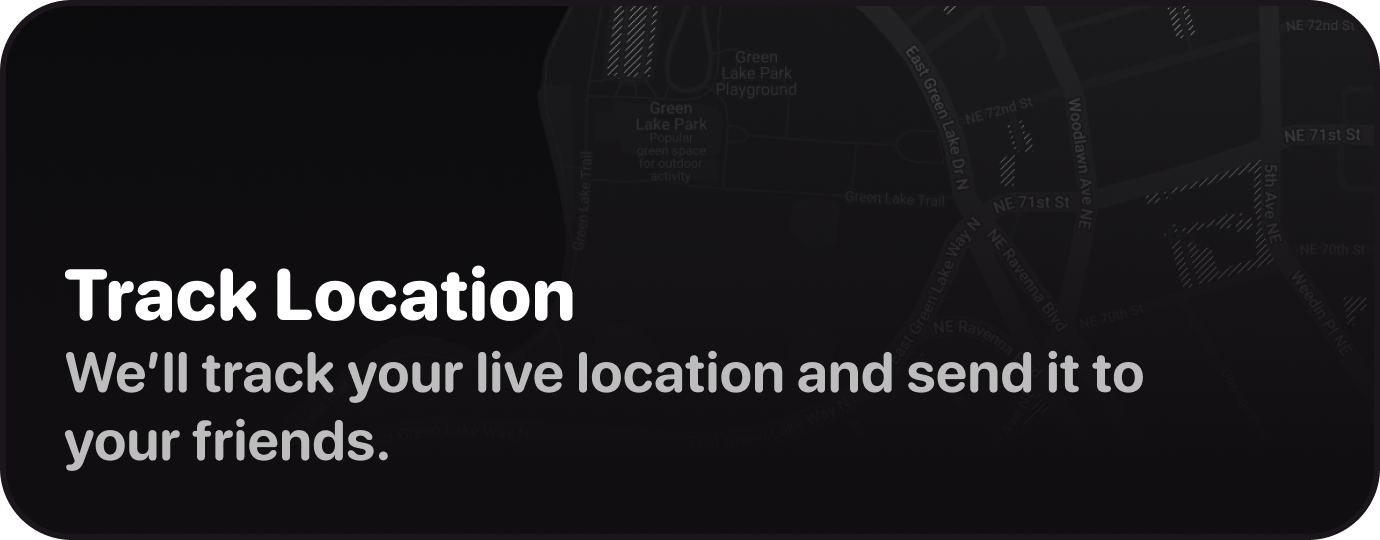 NE 72nd St
Green
Lake Park
Playground
Green
Lake Park
Popular
green space
for outdoor
activity
East Green Lake Dr N
NE 72nd St
Woodlawn Ave NE
NE 71st St
5th Ave NE
Green Lake Trail
Green Lake Trail
NE 71st St
NE 70th St
East Green Lake Way N
NE Ravenna Blvd
Weedin Pl NE
NE 70th St
NE Ravenna
Track Location
We’ll track your live location and send it to
your friends.